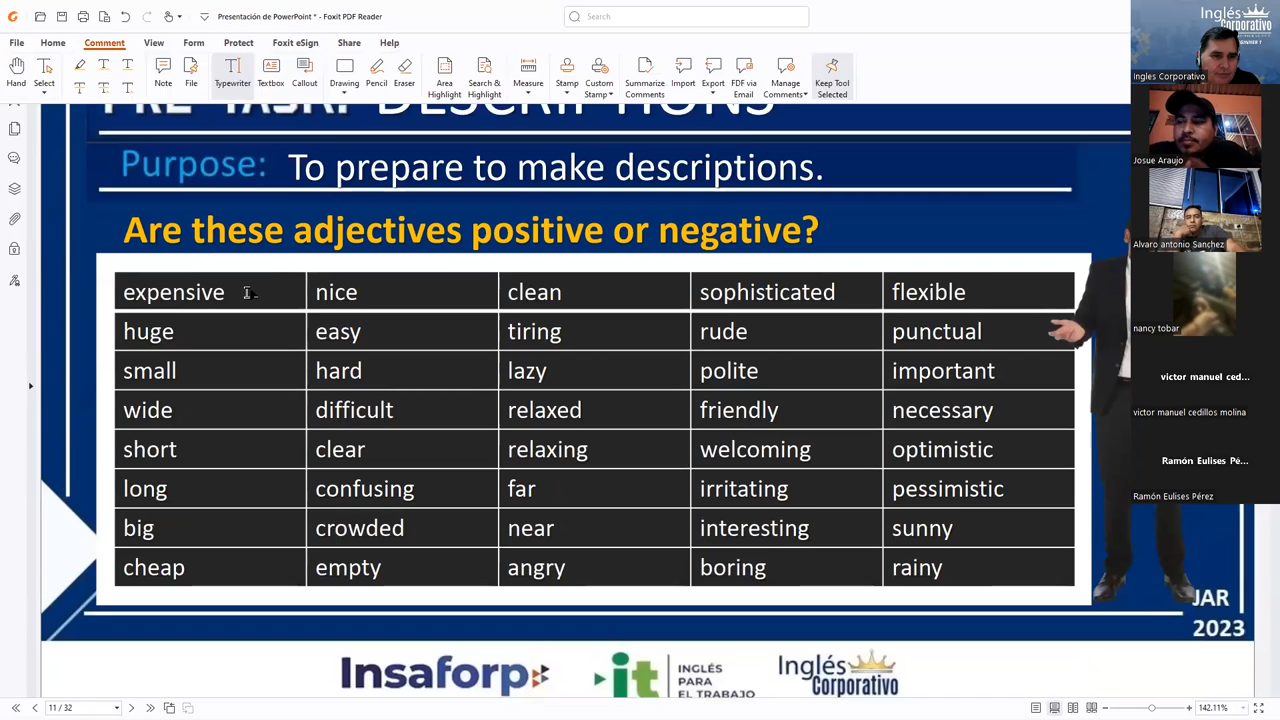 Presentación de PowerPoint * - Foxit PDF Reader
Search
File Home Comment View Form Protect Foxit eSign Share Help
Hand Select Note File Typewriter Textbox Callout Drawing Pencil Eraser Area Highlight Search & Highlight Measure Stamp Custom Stamp Summarize Comments Import Export FDF via Email Manage Comments Keep Tool Selected
PRE TASK: DESCRIPTIONS
Purpose: To prepare to make descriptions.
Are these adjectives positive or negative?
expensive nice clean sophisticated flexible
huge easy tiring rude punctual
small hard lazy polite important
wide difficult relaxed friendly necessary
short clear relaxing welcoming optimistic
long confusing far irritating pessimistic
big crowded near interesting sunny
cheap empty angry boring rainy
JAR
2023
Insaforp
it INGLÉS PARA EL TRABAJO
Inglés Corporativo
Inglés
Corporativo
Ingles Corporativo
Josue Araujo
Alvaro antonio Sanchez
nancy tobar
victor manuel ced...
victor manuel cedillos molina
Ramón Eulises Pé...
Ramón Eulises Pérez
11 / 32
142.11%